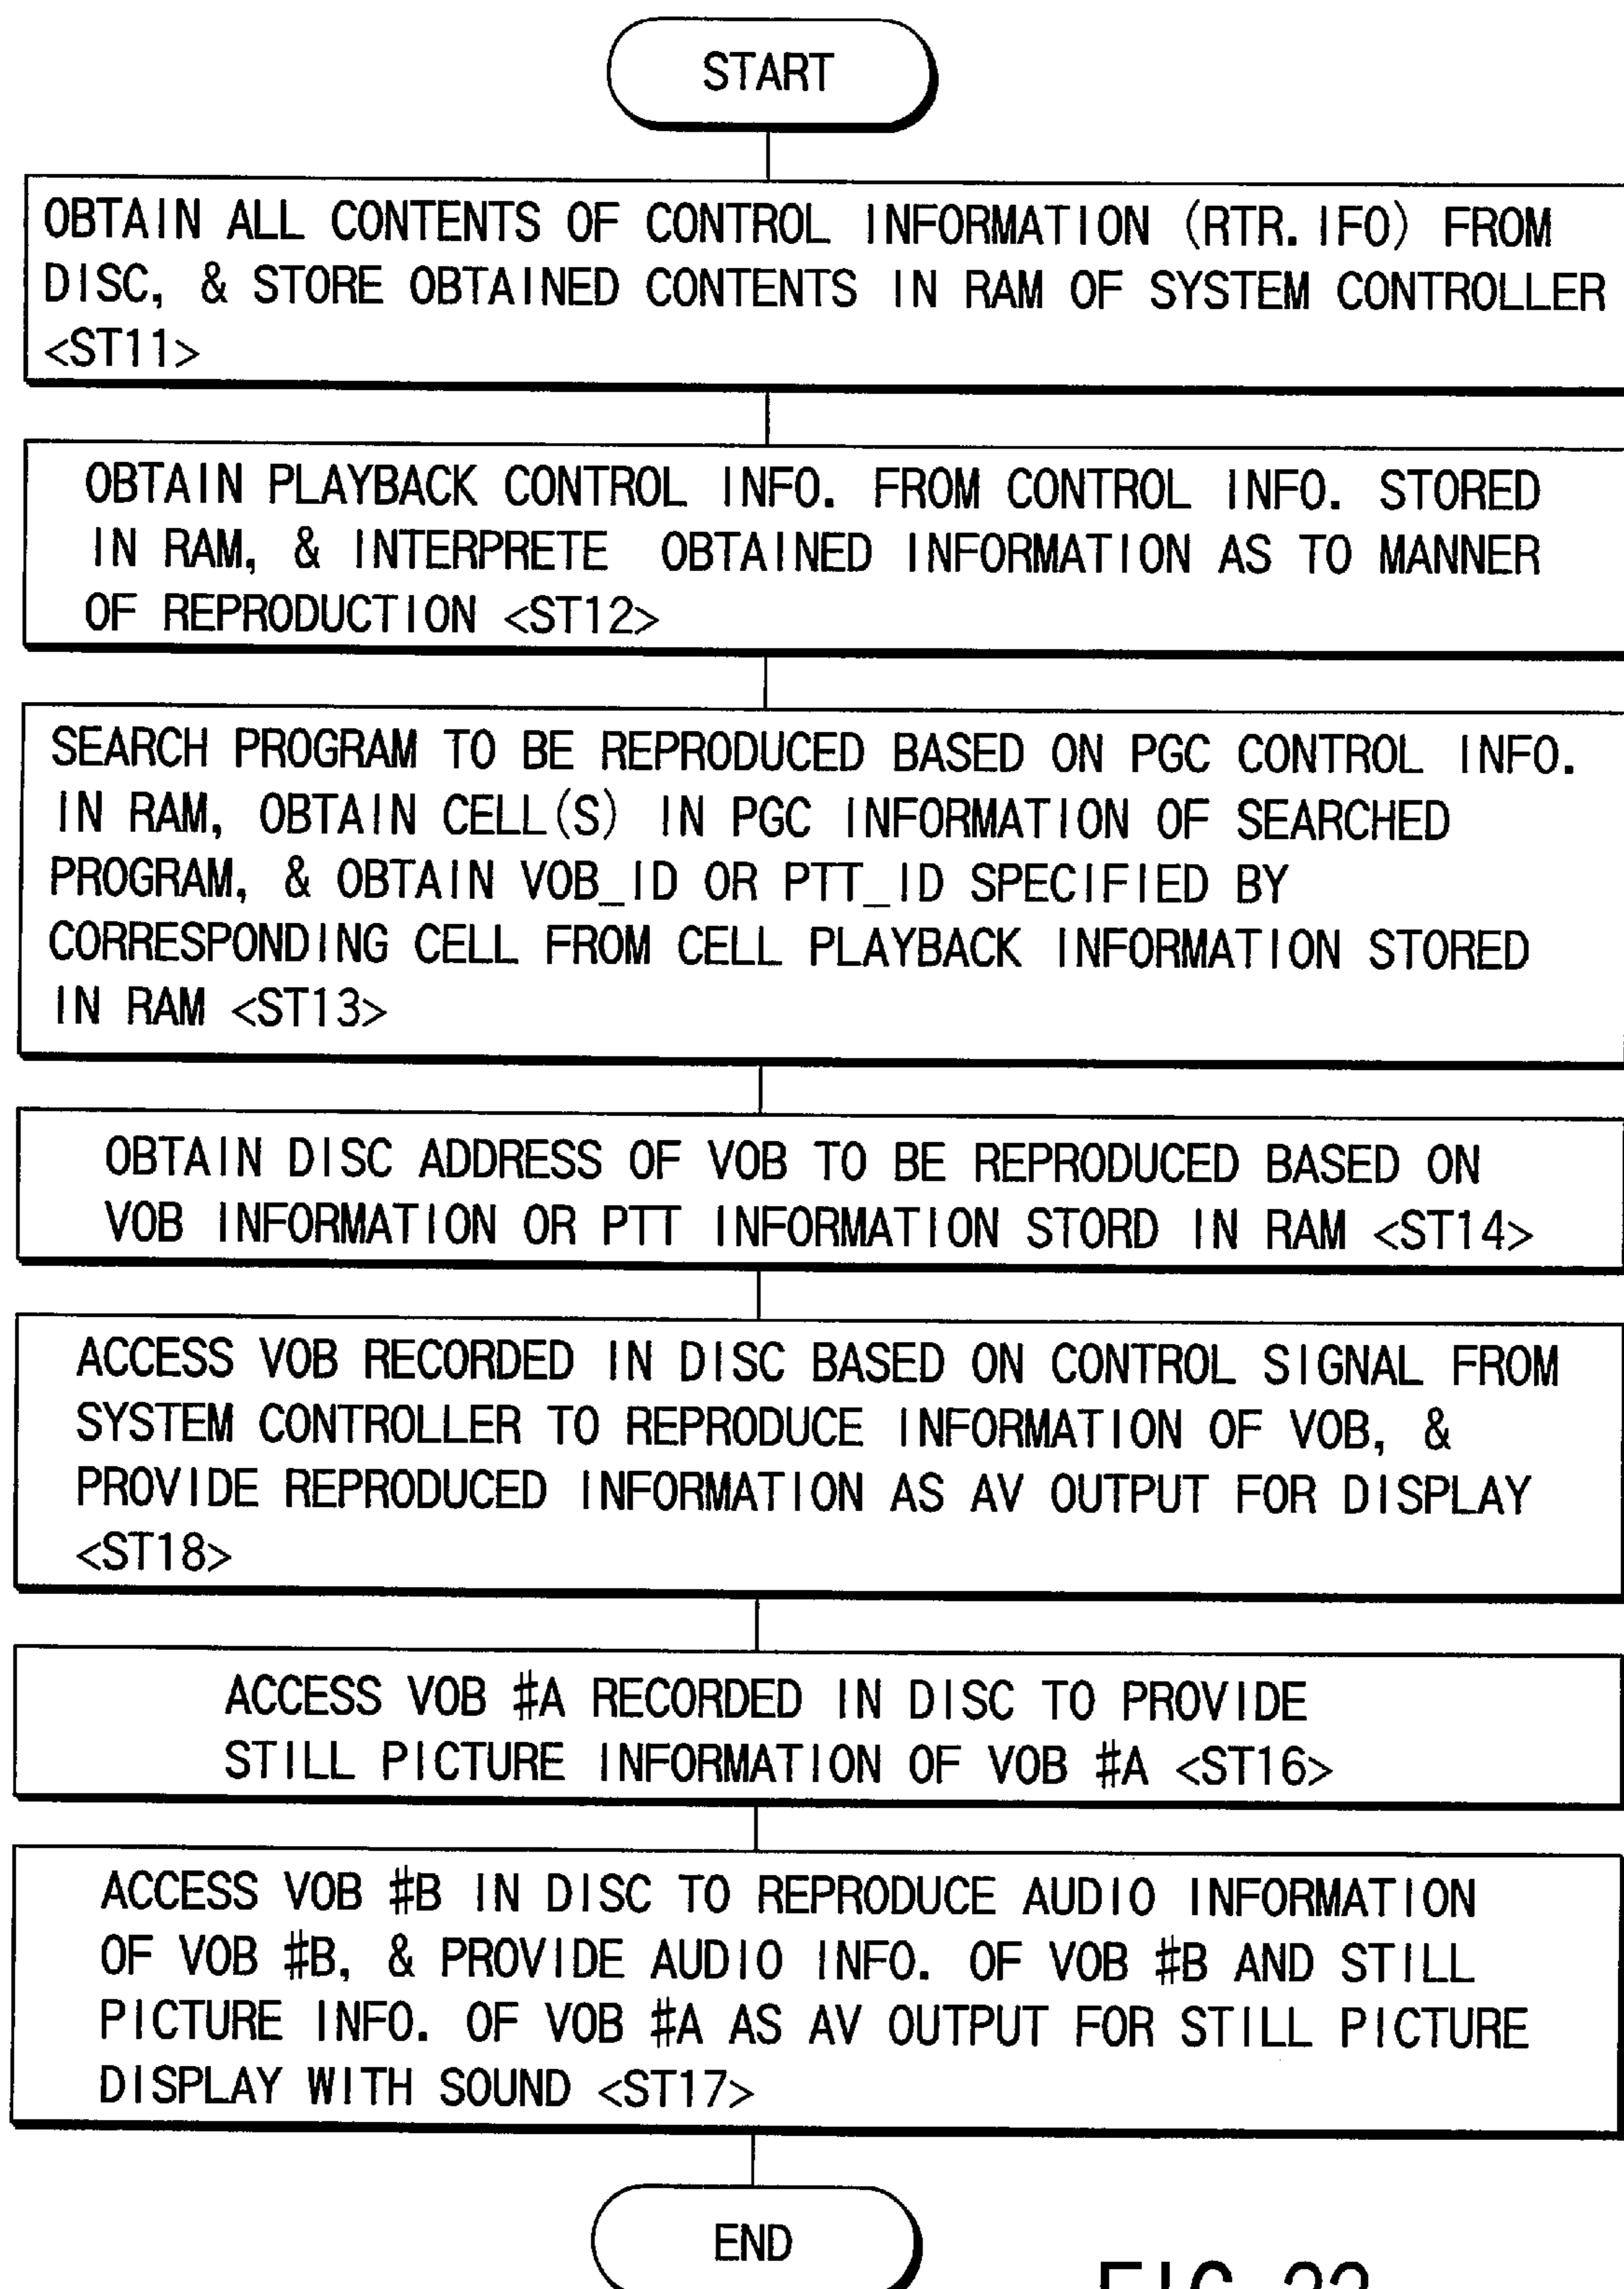 START
OBTAIN ALL CONTENTS OF CONTROL INFORMATION (RTR.IFO) FROM
DISC, & STORE OBTAINED CONTENTS IN RAM OF SYSTEM CONTROLLER
<ST11>
OBTAIN PLAYBACK CONTROL INFO. FROM CONTROL INFO. STORED
IN RAM, & INTERPRETE OBTAINED INFORMATION AS TO MANNER
OF REPRODUCTION <ST12>
SEARCH PROGRAM TO BE REPRODUCED BASED ON PGC CONTROL INFO.
IN RAM, OBTAIN CELL(S) IN PGC INFORMATION OF SEARCHED
PROGRAM, & OBTAIN VOB_ID OR PTT_ID SPECIFIED BY
CORRESPONDING CELL FROM CELL PLAYBACK INFORMATION STORED
IN RAM <ST13>
OBTAIN DISC ADDRESS OF VOB TO BE REPRODUCED BASED ON
VOB INFORMATION OR PTT INFORMATION STORD IN RAM <ST14>
ACCESS VOB RECORDED IN DISC BASED ON CONTROL SIGNAL FROM
SYSTEM CONTROLLER TO REPRODUCE INFORMATION OF VOB, &
PROVIDE REPRODUCED INFORMATION AS AV OUTPUT FOR DISPLAY
<ST18>
ACCESS VOB #A RECORDED IN DISC TO PROVIDE
STILL PICTURE INFORMATION OF VOB #A <ST16>
ACCESS VOB #B IN DISC TO REPRODUCE AUDIO INFORMATION
OF VOB #B, & PROVIDE AUDIO INFO. OF VOB #B AND STILL
PICTURE INFO. OF VOB #A AS AV OUTPUT FOR STILL PICTURE
DISPLAY WITH SOUND <ST17>
END